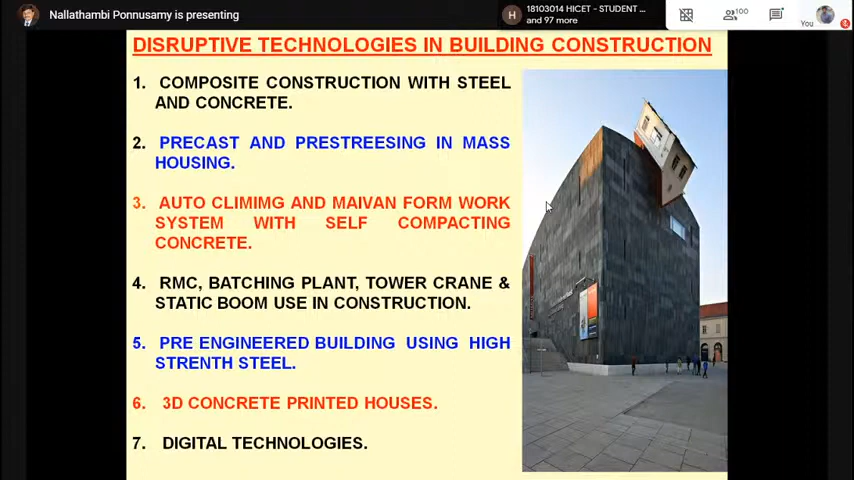 Nallathambi Ponnusamy is presenting
H
18103014 HICET - STUDENT ...
and 97 more
100
You
DISRUPTIVE TECHNOLOGIES IN BUILDING CONSTRUCTION
1. COMPOSITE CONSTRUCTION WITH STEEL
AND CONCRETE.
2. PRECAST AND PRESTREESING IN MASS
HOUSING.
3. AUTO CLIMIMG AND MAIVAN FORM WORK
SYSTEM WITH SELF COMPACTING
CONCRETE.
4. RMC, BATCHING PLANT, TOWER CRANE &
STATIC BOOM USE IN CONSTRUCTION.
5. PRE ENGINEERED BUILDING USING HIGH
STRENTH STEEL.
6. 3D CONCRETE PRINTED HOUSES.
7. DIGITAL TECHNOLOGIES.